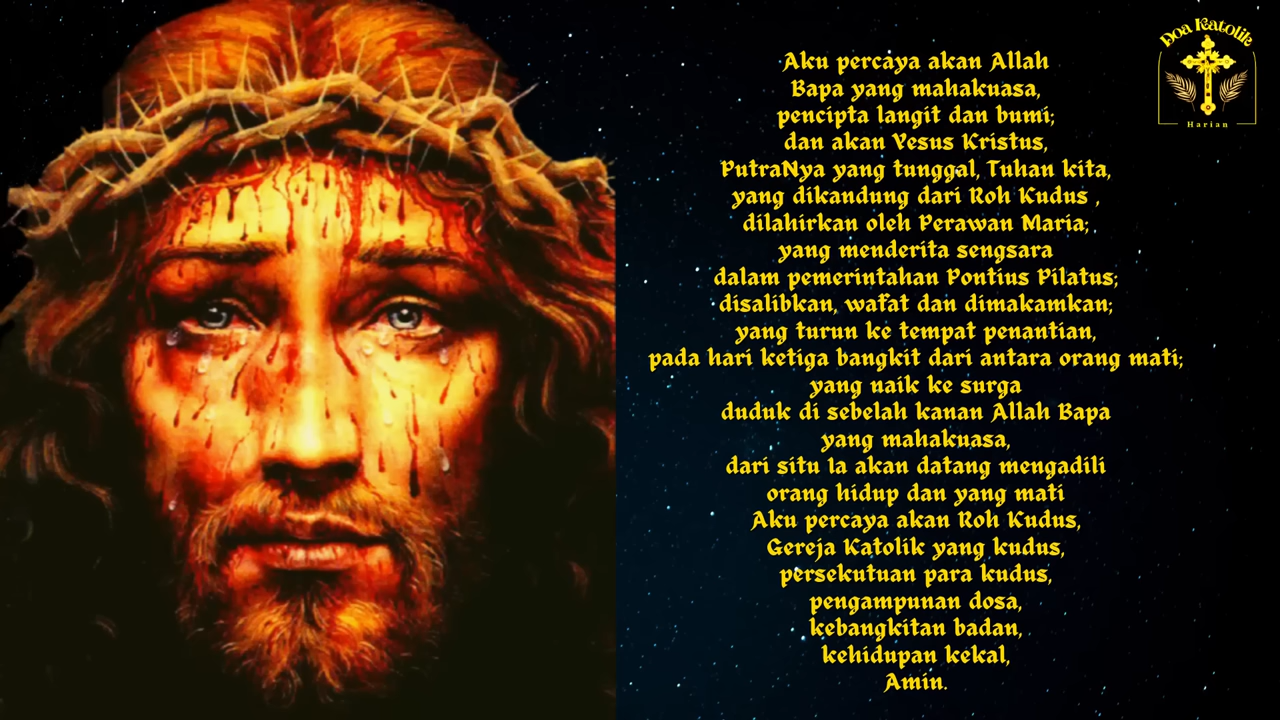 Doa Katolik
Harian
Aku percaya akan Allah
Bapa yang mahakuasa,
pencipta langit dan bumi;
dan akan Yesus Kristus,
PutraNya yang tunggal, Tuhan kita,
yang dikandung dari Roh Kudus ,
dilahirkan oleh Perawan Maria;
yang menderita sengsara
dalam pemerintahan Pontius Pilatus;
disalibkan, wafat dan dimakamkan;
yang turun ke tempat penantian,
pada hari ketiga bangkit dari antara orang mati;
yang naik ke surga
duduk di sebelah kanan Allah Bapa
yang mahakuasa,
dari situ Ia akan datang mengadili
orang hidup dan yang mati
Aku percaya akan Roh Kudus,
Gereja Katolik yang kudus,
persekutuan para kudus,
pengampunan dosa,
kebangkitan badan,
kehidupan kekal,
Amin.